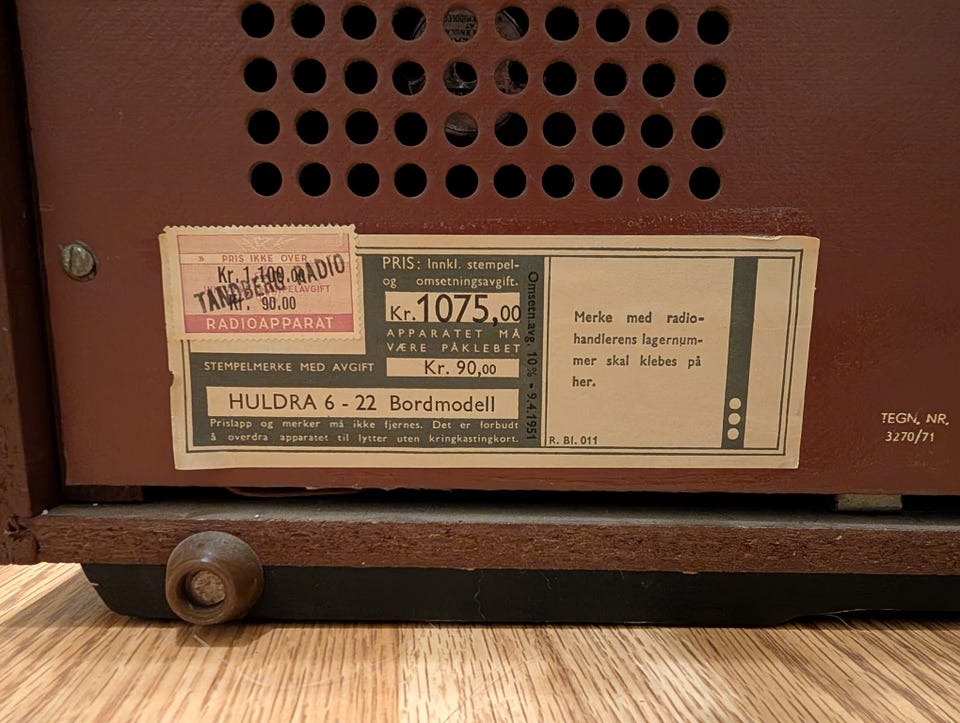 PRIS IKKE OVER
Kr. 1.100.00
STEMPELAVGIFT
Kr. 90.00
TANDBERG RADIO
RADIOAPPARAT
PRIS: Innkl. stempel-
og omsetningsavgift.
Kr. 1075,00
APPARATET MÅ
VÆRE PÅKLEBET
STEMPELMERKE MED AVGIFT
Kr. 90,00
HULDRA 6 - 22 Bordmodell
Prislapp og merker må ikke fjernes. Det er forbudt
å overdra apparatet til lytter uten kringkastingkort.
Omsetn.avg. 10% - 9.4.1951
Merke med radio-
handlerens lagernum-
mer skal klebes på
her.
R. Bl. 011
TEGN. NR.
3270/71